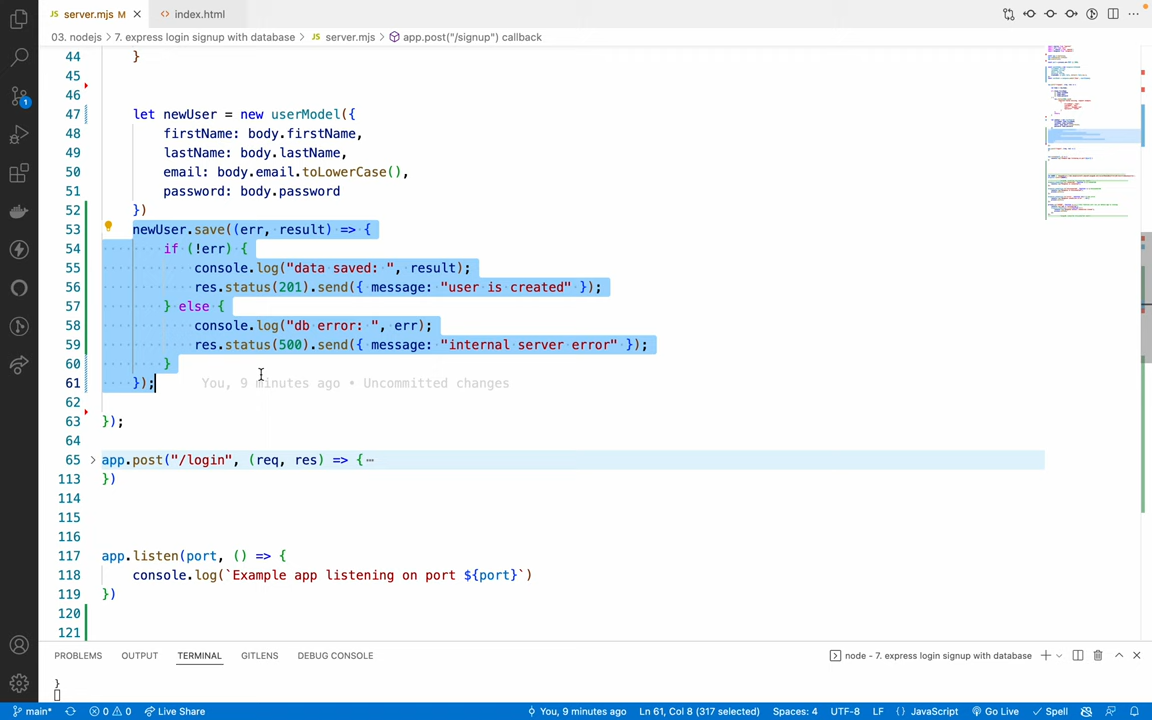 server.mjs M
index.html
03. nodejs > 7. express login signup with database > server.mjs > app.post("/signup") callback
44 }
45
46
47 let newUser = new userModel({
48 firstName: body.firstName,
49 lastName: body.lastName,
50 email: body.email.toLowerCase(),
51 password: body.password
52 })
53 newUser.save((err, result) => {
54 if (!err) {
55 console.log("data saved: ", result);
56 res.status(201).send({ message: "user is created" });
57 } else {
58 console.log("db error: ", err);
59 res.status(500).send({ message: "internal server error" });
60 }
61 }); You, 9 minutes ago • Uncommitted changes
62
63 });
64
65 app.post("/login", (req, res) => {
113 })
114
115
116
117 app.listen(port, () => {
118 console.log(`Example app listening on port ${port}`)
119 })
120
121
1
PROBLEMS OUTPUT TERMINAL GITLENS DEBUG CONSOLE
node - 7. express login signup with database
}
main* 0 0 Live Share You, 9 minutes ago Ln 61, Col 8 (317 selected) Spaces: 4 UTF-8 LF {} JavaScript Go Live Spell